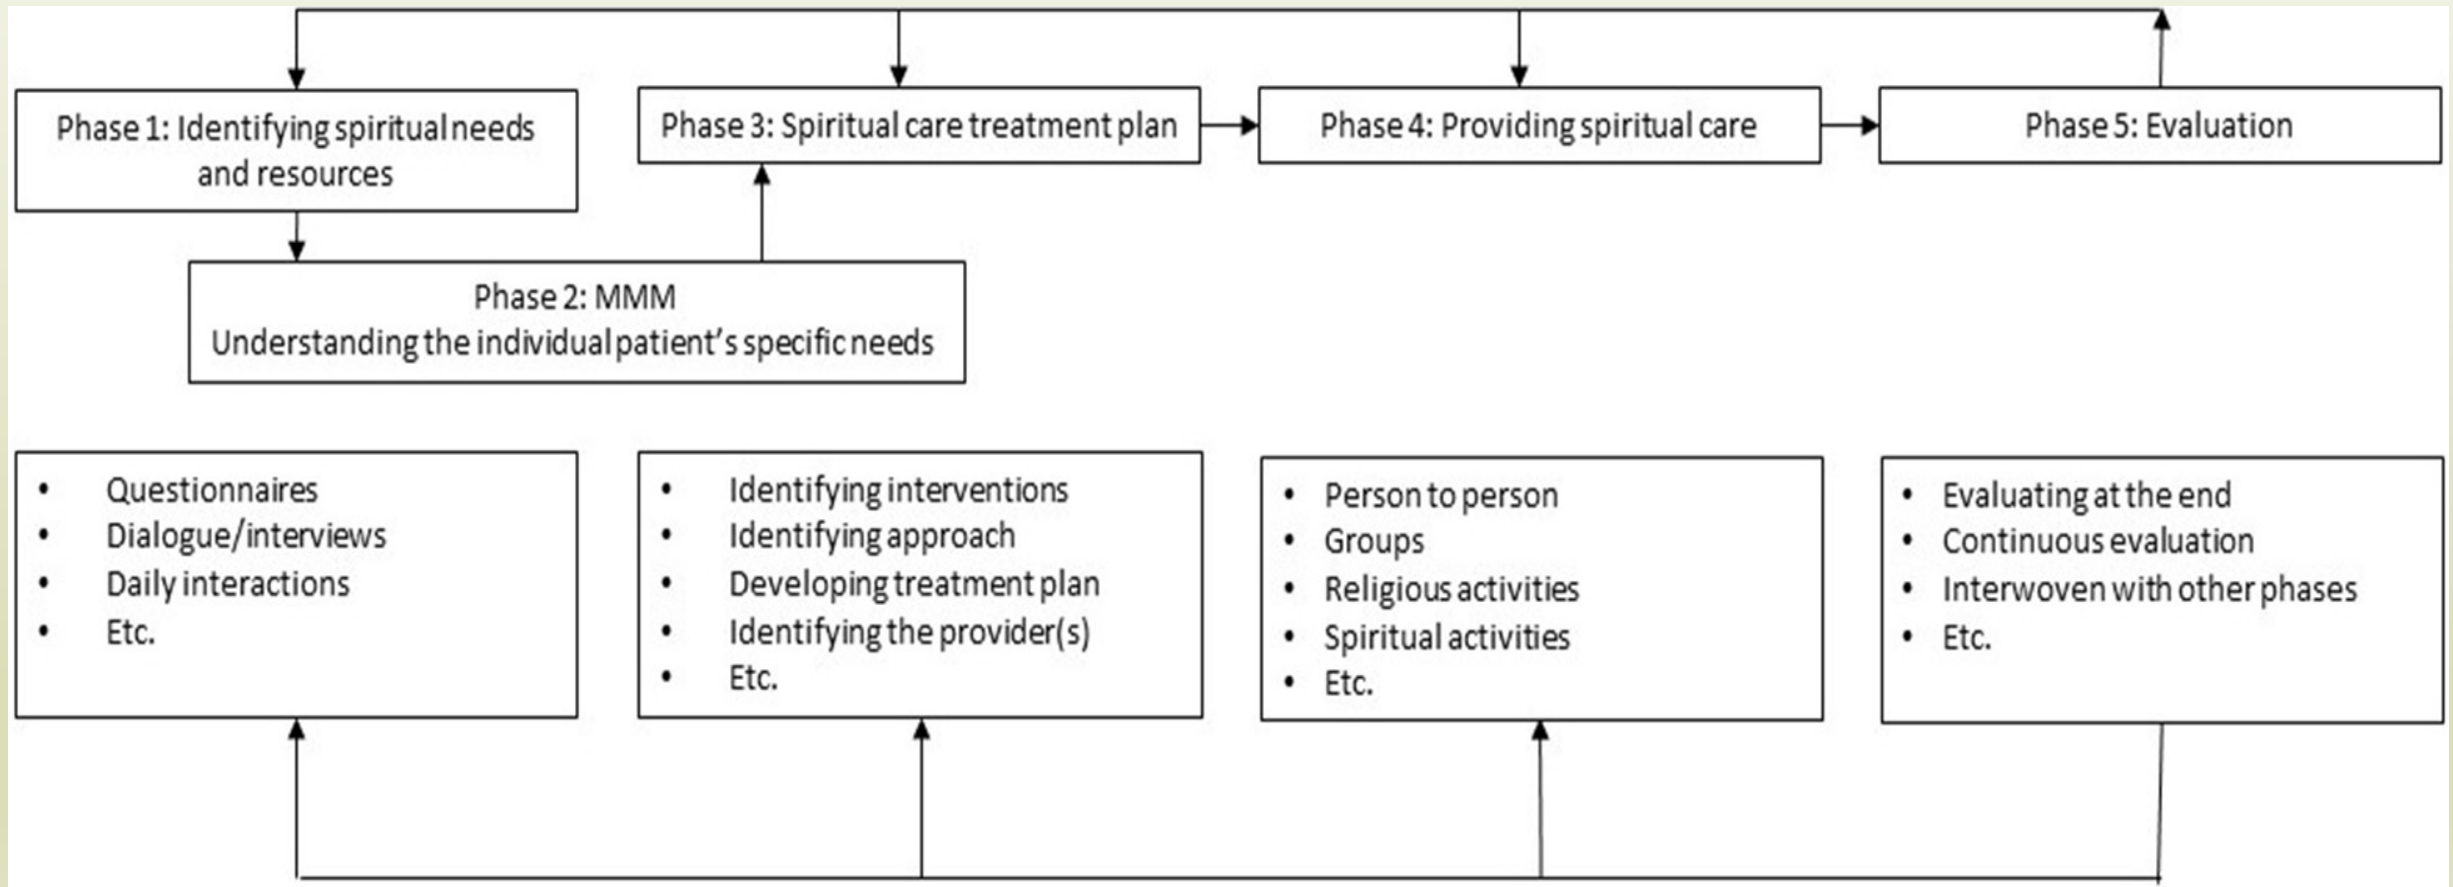 Phase 1: Identifying spiritual needs
and resources
Phase 3: Spiritual care treatment plan
Phase 4: Providing spiritual care
Phase 5: Evaluation
Phase 2: MMM
Understanding the individual patient's specific needs
• Questionnaires
• Dialogue/interviews
• Daily interactions
• Etc.
• Identifying interventions
• Identifying approach
• Developing treatment plan
• Identifying the provider(s)
• Etc.
• Person to person
• Groups
• Religious activities
• Spiritual activities
• Etc.
• Evaluating at the end
• Continuous evaluation
• Interwoven with other phases
• Etc.